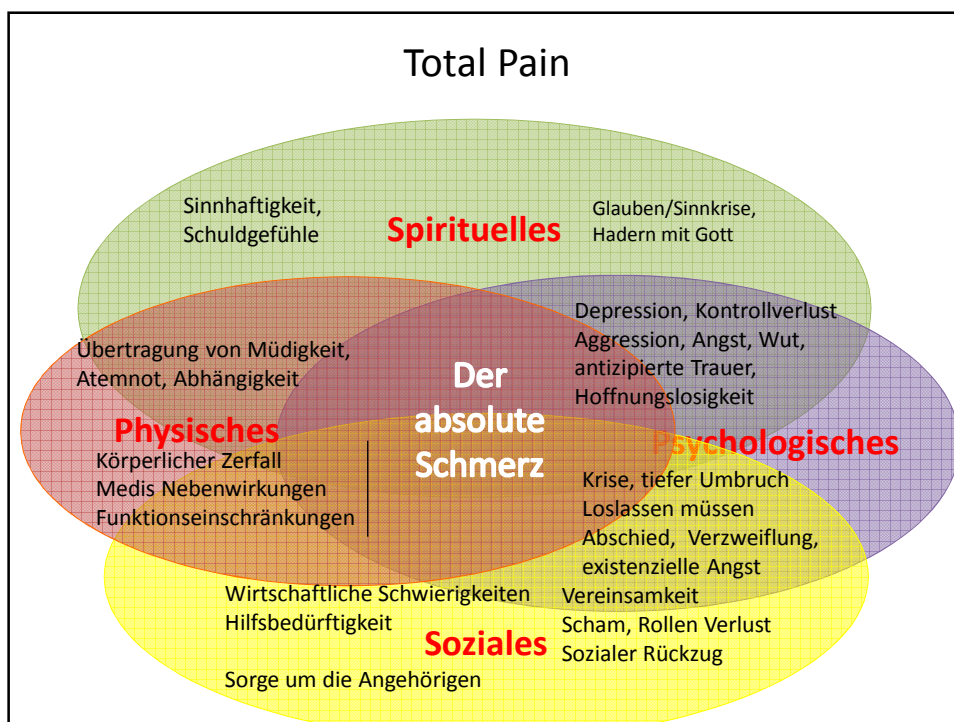 Total Pain
Sinnhaftigkeit,
Schuldgefühle
Spirituelles
Glauben/Sinnkrise,
Hadern mit Gott
Übertragung von Müdigkeit,
Atemnot, Abhängigkeit
Physisches
Körperlicher Zerfall
Medis Nebenwirkungen
Funktionseinschränkungen
Der
absolute
Schmerz
Depression, Kontrollverlust
Aggression, Angst, Wut,
antizipierte Trauer,
Hoffnungslosigkeit
Psychologisches
Krise, tiefer Umbruch
Loslassen müssen
Abschied, Verzweiflung,
existenzielle Angst
Vereinsamkeit
Scham, Rollen Verlust
Sozialer Rückzug
Wirtschaftliche Schwierigkeiten
Hilfsbedürftigkeit
Soziales
Sorge um die Angehörigen